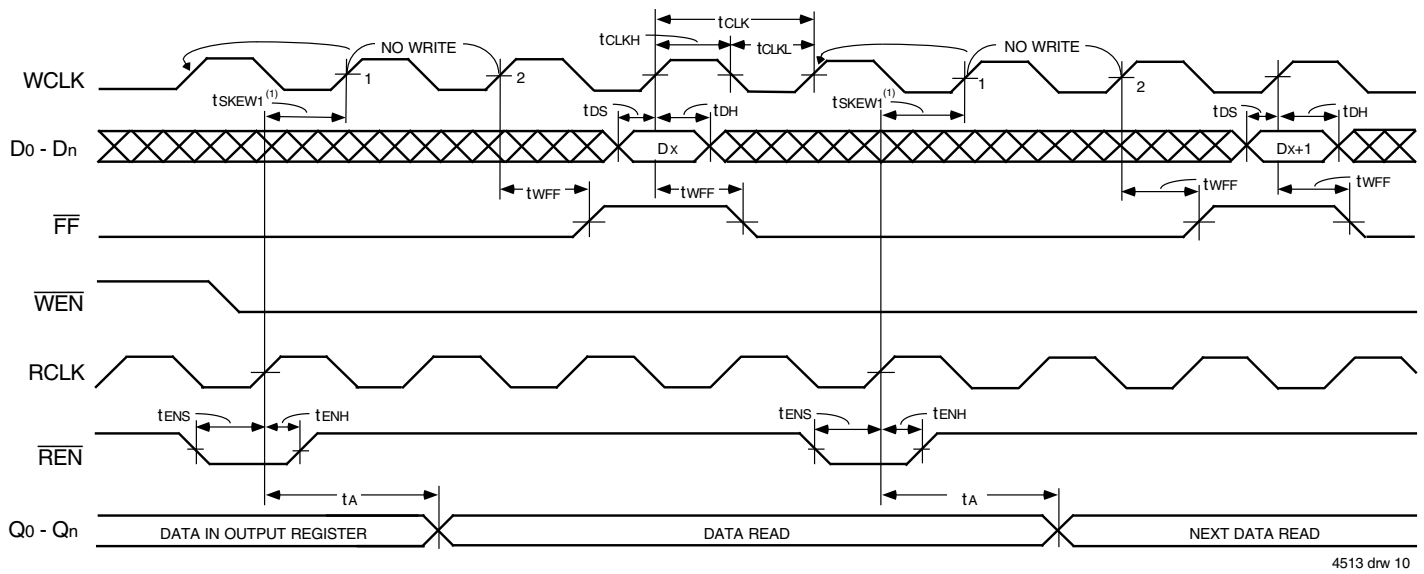 tCLK
tCLKH
tCLKL
NO WRITE
NO WRITE
WCLK
1
2
1
2
tSKEW1(1)
tDS
tDH
tSKEW1(1)
tDS
tDH
D0 - Dn
DX
DX+1
tWFF
tWFF
tWFF
tWFF
FF
WEN
RCLK
tENS
tENH
tENS
tENH
REN
tA
tA
Q0 - Qn
DATA IN OUTPUT REGISTER
DATA READ
NEXT DATA READ
4513 drw 10